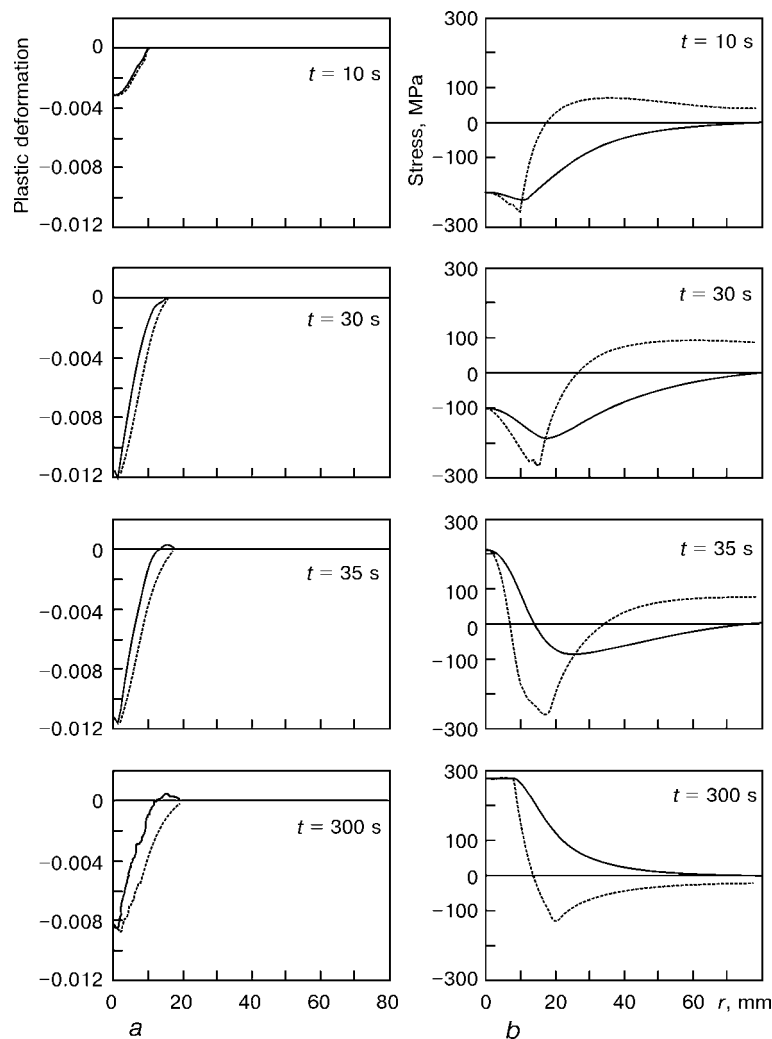 Plastic deformation
0
−0.004
−0.008
−0.012
t = 10 s
Stress, MPa
300
100
0
−100
−300
t = 10 s
0
−0.004
−0.008
−0.012
t = 30 s
300
100
0
−100
−300
t = 30 s
0
−0.004
−0.008
−0.012
t = 35 s
300
100
0
−100
−300
t = 35 s
0
−0.004
−0.008
−0.012
t = 300 s
0 20 40 60 80
a
300
100
0
−100
−300
t = 300 s
0 20 40 60 r, mm
b